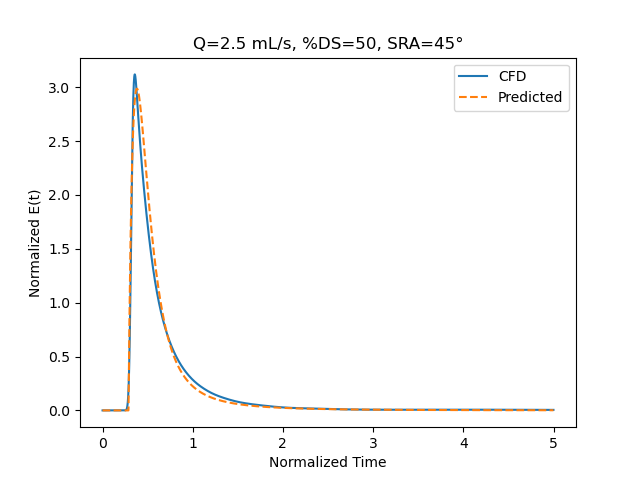 Q=2.5 mL/s, %DS=50, SRA=45°
CFD
Predicted
Normalized E(t)
3.0
2.5
2.0
1.5
1.0
0.5
0.0
0 1 2 3 4 5
Normalized Time